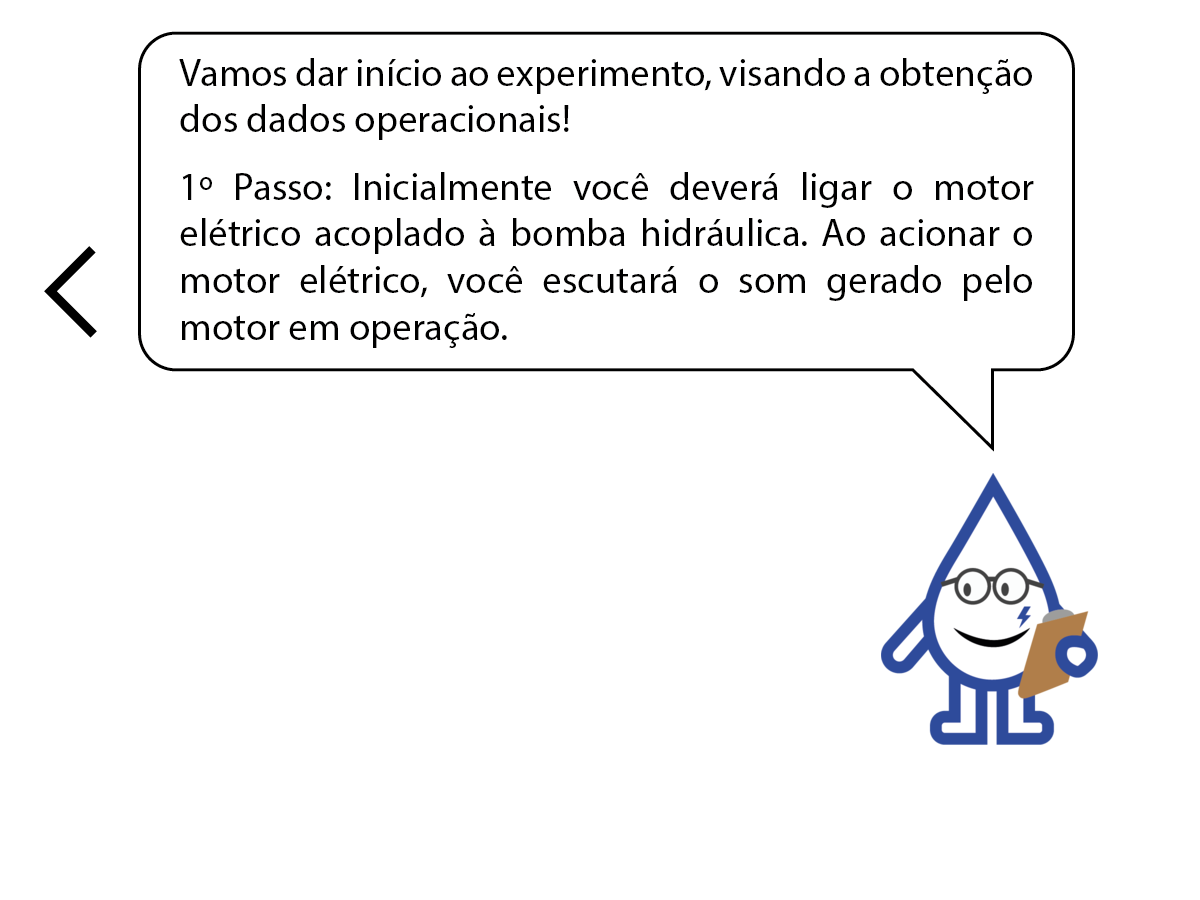 Vamos dar início ao experimento, visando a obtenção
dos dados operacionais!
1º Passo: Inicialmente você deverá ligar o motor
elétrico acoplado à bomba hidráulica. Ao acionar o
motor elétrico, você escutará o som gerado pelo
motor em operação.